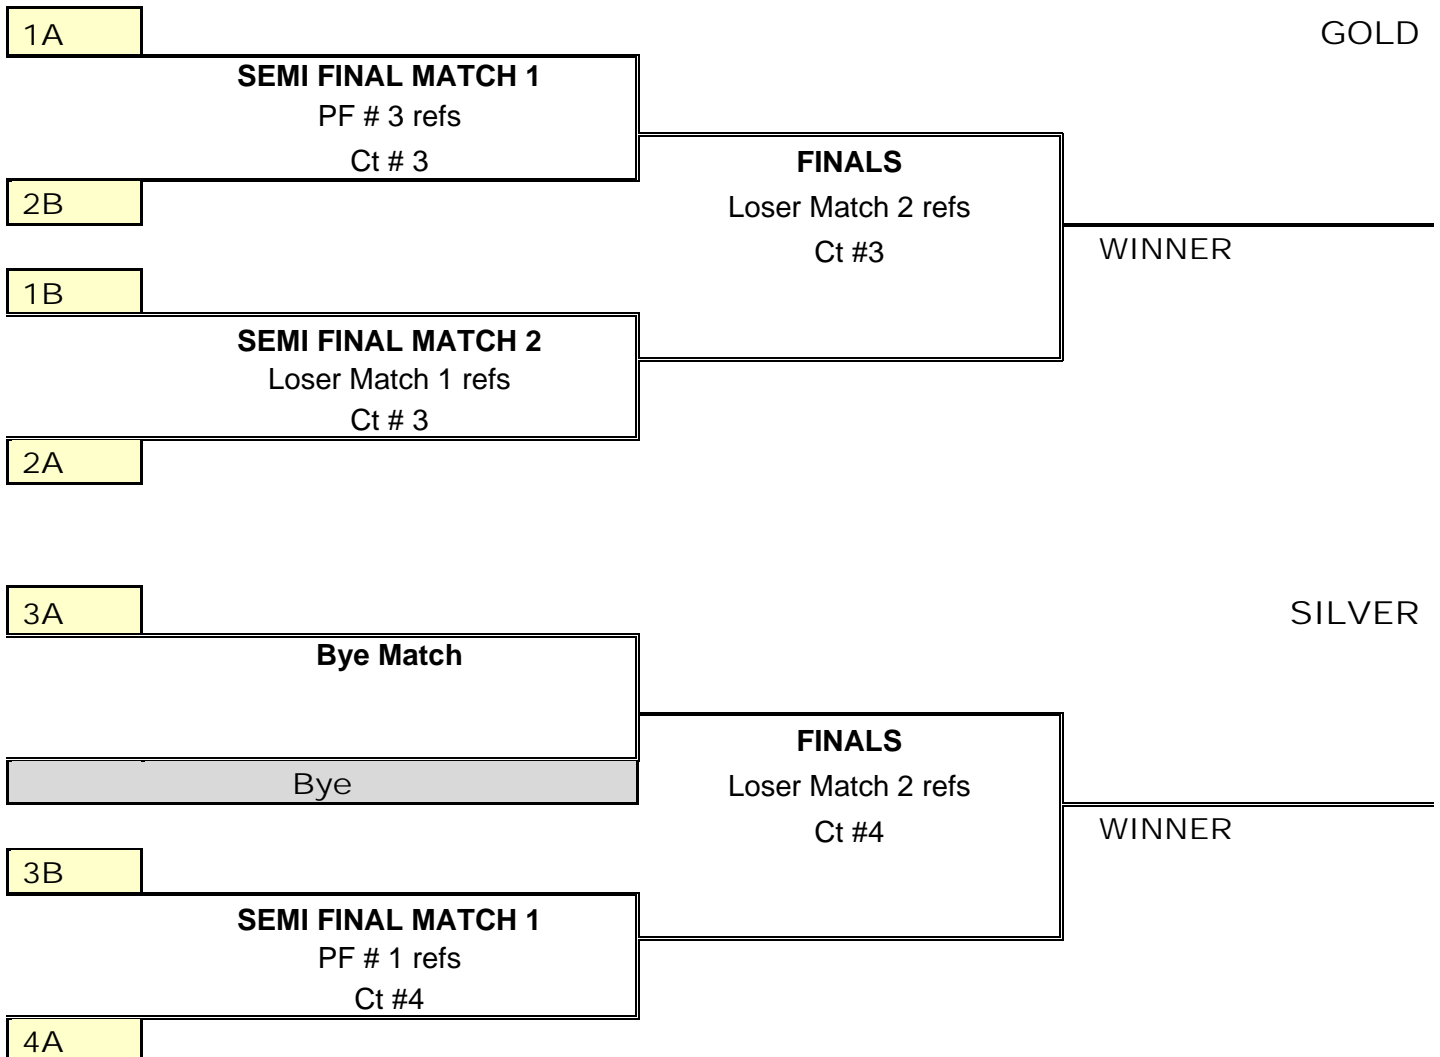 1A
GOLD
SEMI FINAL MATCH 1
PF # 3 refs
Ct # 3
FINALS
2B
Loser Match 2 refs
Ct #3
WINNER
1B
SEMI FINAL MATCH 2
Loser Match 1 refs
Ct # 3
2A
3A
SILVER
Bye Match
FINALS
Bye
Loser Match 2 refs
Ct #4
WINNER
3B
SEMI FINAL MATCH 1
PF # 1 refs
Ct #4
4A